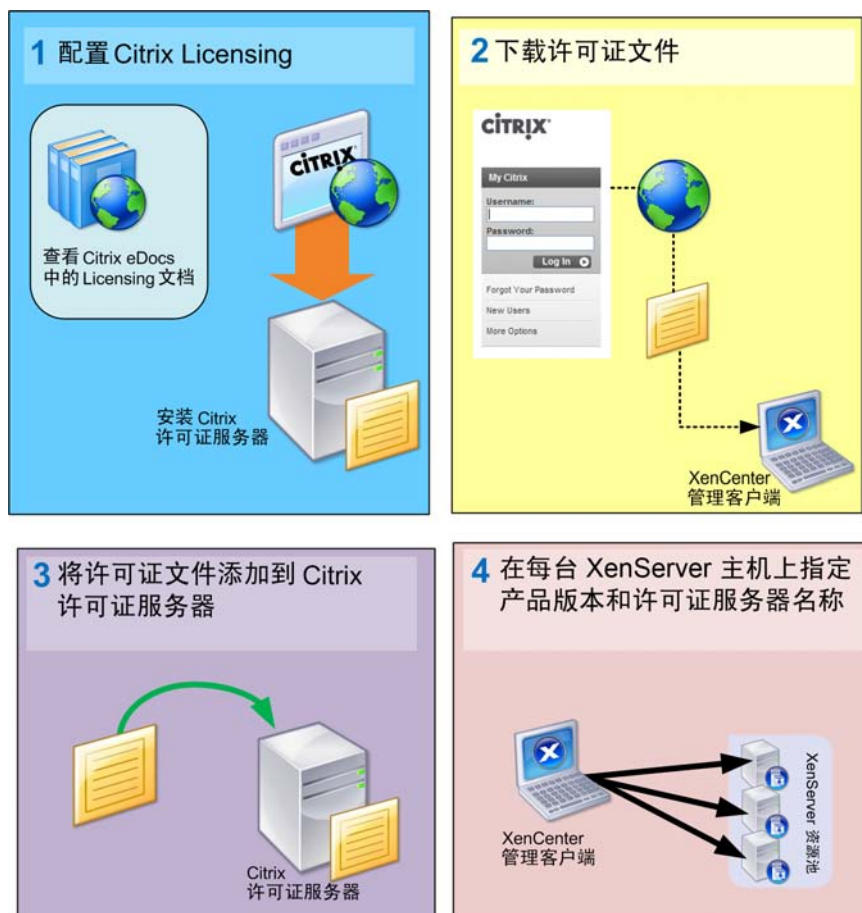 1 配置 Citrix Licensing
CITRIX
查看 Citrix eDocs
中的 Licensing 文档
安装 Citrix
许可证服务器
2 下载许可证文件
CITRIX
My Citrix
Username:
Password:
Log In
Forgot Your Password
New Users
More Options
XenCenter
管理客户端
3 将许可证文件添加到 Citrix
许可证服务器
Citrix
许可证服务器
4 在每台 XenServer 主机上指定
产品版本和许可证服务器名称
XenCenter
管理客户端
XenServer 资源池